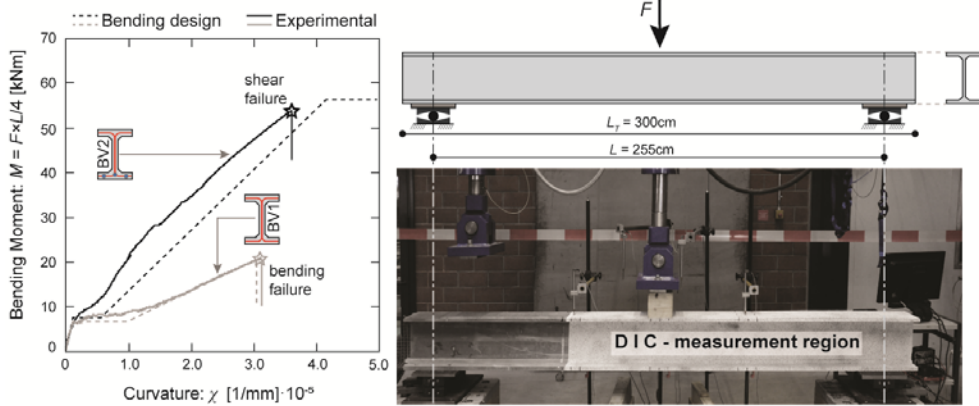 Bending design Experimental
70
60
50
40
30
20
10
0
Bending Moment: M = F×L/4 [kNm]
shear
failure
BV2
BV1
bending
failure
0 1.0 2.0 3.0 4.0 5.0
Curvature: χ [1/mm]·10⁻⁵
F
L_T = 300cm
L = 255cm
D I C - measurement region